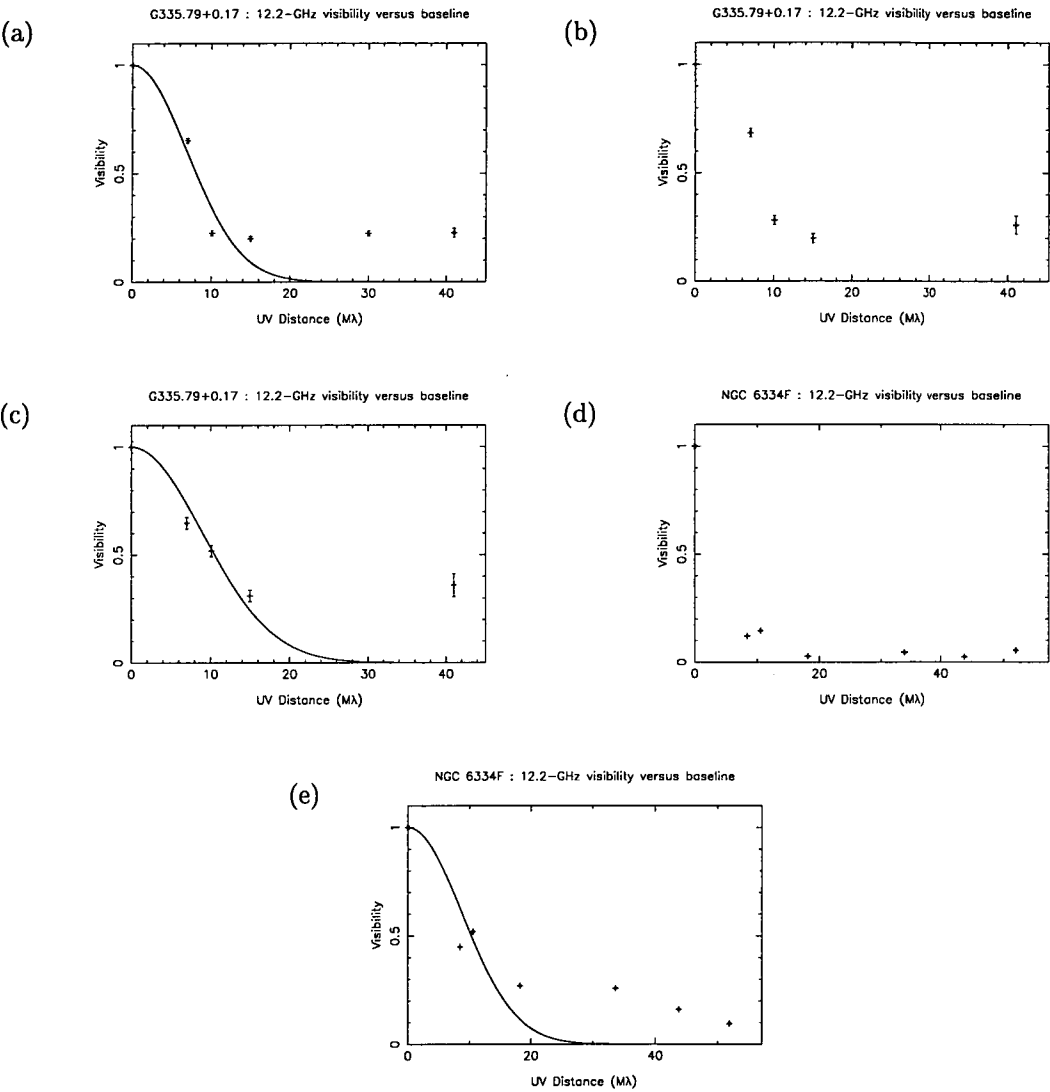 (a)
G335.79+0.17 : 12.2-GHz visibility versus baseline
Visibility
1
0.5
0
0 10 20 30 40
UV Distance (Mλ)
(b)
G335.79+0.17 : 12.2-GHz visibility versus baseline
Visibility
1
0.5
0
0 10 20 30 40
UV Distance (Mλ)
(c)
G335.79+0.17 : 12.2-GHz visibility versus baseline
Visibility
1
0.5
0
0 10 20 30 40
UV Distance (Mλ)
(d)
NGC 6334F : 12.2-GHz visibility versus baseline
Visibility
1
0.5
0
0 20 40
UV Distance (Mλ)
(e)
NGC 6334F : 12.2-GHz visibility versus baseline
Visibility
1
0.5
0
0 20 40
UV Distance (Mλ)